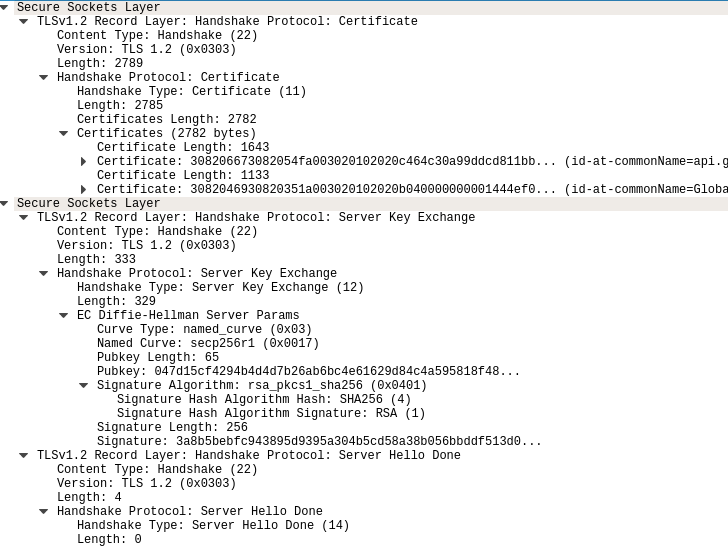 Secure Sockets Layer
TLSv1.2 Record Layer: Handshake Protocol: Certificate
Content Type: Handshake (22)
Version: TLS 1.2 (0x0303)
Length: 2789
Handshake Protocol: Certificate
Handshake Type: Certificate (11)
Length: 2785
Certificates Length: 2782
Certificates (2782 bytes)
Certificate Length: 1643
Certificate: 308206673082054fa003020102020c464c30a99ddcd811bb... (id-at-commonName=api.g
Certificate Length: 1133
Certificate: 3082046930820351a003020102020b040000000001444ef0... (id-at-commonName=Globa
Secure Sockets Layer
TLSv1.2 Record Layer: Handshake Protocol: Server Key Exchange
Content Type: Handshake (22)
Version: TLS 1.2 (0x0303)
Length: 333
Handshake Protocol: Server Key Exchange
Handshake Type: Server Key Exchange (12)
Length: 329
EC Diffie-Hellman Server Params
Curve Type: named_curve (0x03)
Named Curve: secp256r1 (0x0017)
Pubkey Length: 65
Pubkey: 047d15cf4294b4d4d7b26ab6bc4e61629d84c4a595818f48...
Signature Algorithm: rsa_pkcs1_sha256 (0x0401)
Signature Hash Algorithm Hash: SHA256 (4)
Signature Hash Algorithm Signature: RSA (1)
Signature Length: 256
Signature: 3a8b5bebfc943895d9395a304b5cd58a38b056bbddf513d0...
TLSv1.2 Record Layer: Handshake Protocol: Server Hello Done
Content Type: Handshake (22)
Version: TLS 1.2 (0x0303)
Length: 4
Handshake Protocol: Server Hello Done
Handshake Type: Server Hello Done (14)
Length: 0